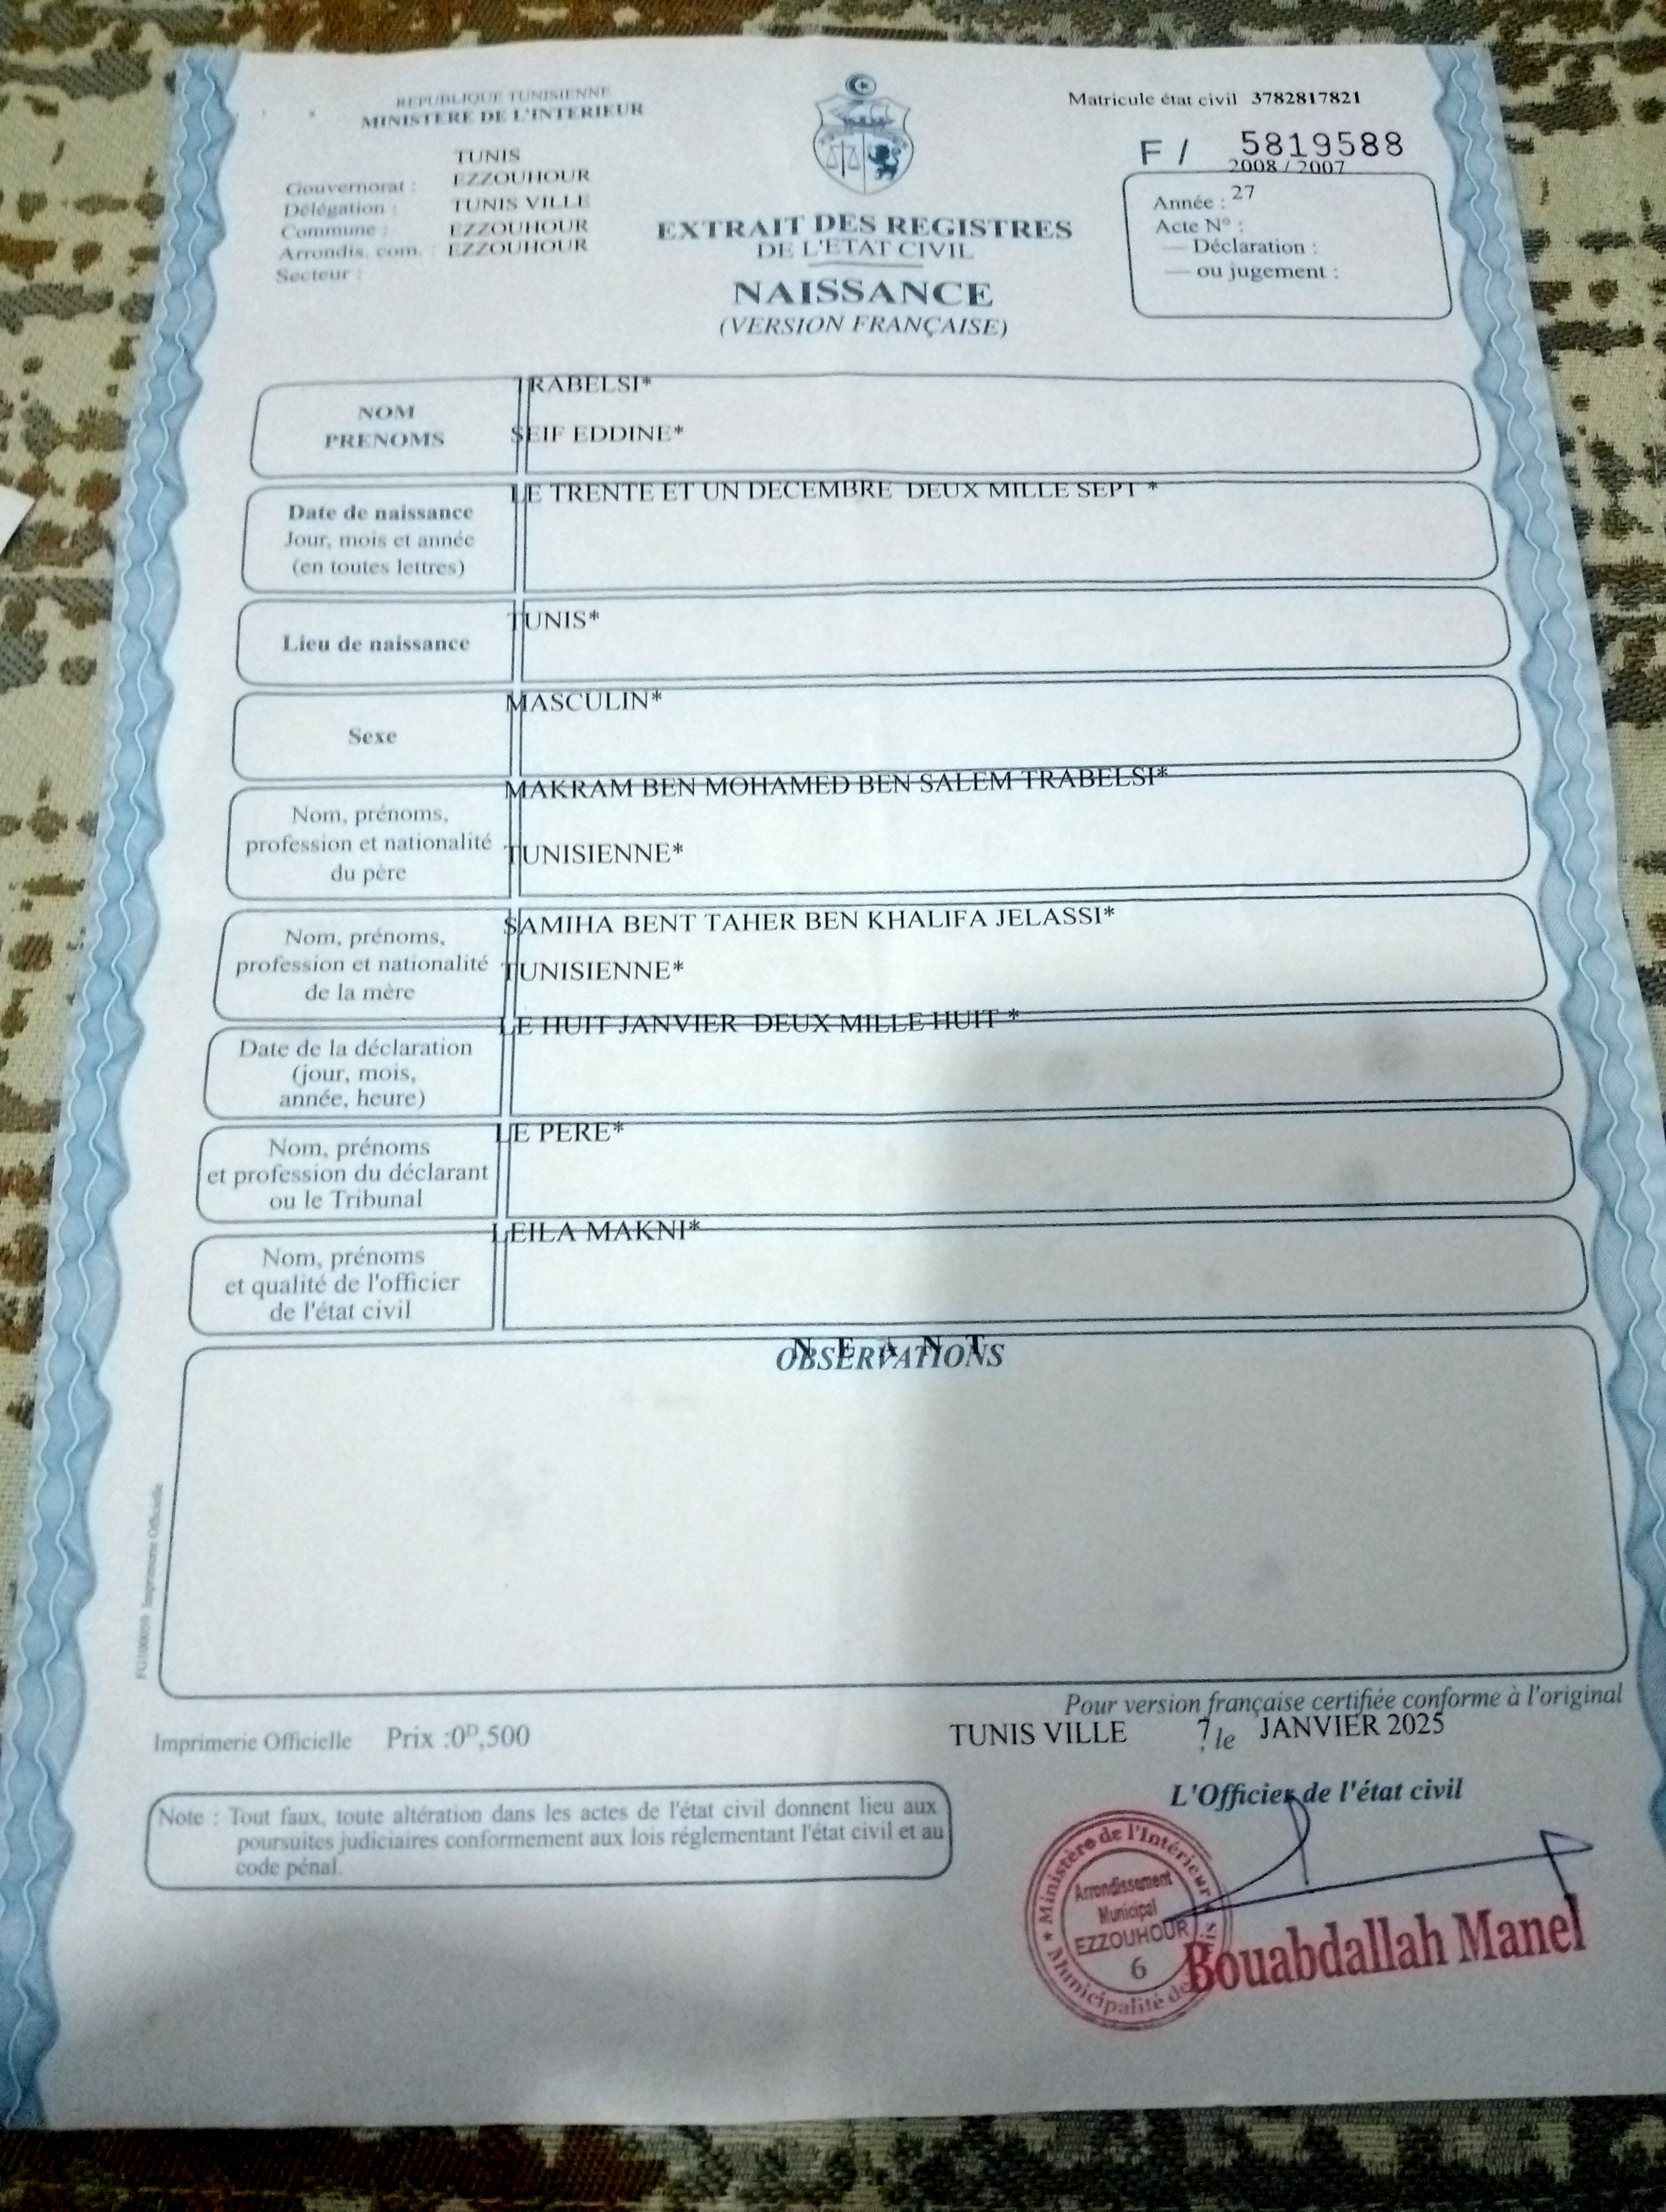 REPUBLIQUE TUNISIENNE
MINISTERE DE L'INTERIEUR
Matricule état civil 3782817821
F / 5819588
2008 / 2007
TUNIS
Gouvernorat : EZZOUHOUR
Délégation : TUNIS VILLE
Commune : EZZOUHOUR
Arrondis. com. : EZZOUHOUR
Secteur :
Année : 27
Acte N° :
— Déclaration :
— ou jugement :
EXTRAIT DES REGISTRES
DE L'ETAT CIVIL
NAISSANCE
(VERSION FRANÇAISE)
NOM
PRENOMS
TRABELSI*
SEIF EDDINE*
Date de naissance
Jour, mois et année
(en toutes lettres)
LE TRENTE ET UN DECEMBRE DEUX MILLE SEPT *
Lieu de naissance
TUNIS*
Sexe
MASCULIN*
Nom, prénoms,
profession et nationalité
du père
MAKRAM BEN MOHAMED BEN SALEM TRABELSI*
TUNISIENNE*
Nom, prénoms,
profession et nationalité
de la mère
SAMIHA BENT TAHER BEN KHALIFA JELASSI*
TUNISIENNE*
Date de la déclaration
(jour, mois,
année, heure)
LE HUIT JANVIER DEUX MILLE HUIT *
Nom, prénoms
et profession du déclarant
ou le Tribunal
LE PERE*
Nom, prénoms
et qualité de l'officier
de l'état civil
LEILA MAKNI*
N E A N T
OBSERVATIONS
Imprimerie Officielle
Pour version française certifiée conforme à l'original
Imprimerie Officielle Prix :0D,500
TUNIS VILLE 7 le JANVIER 2025
L'Officier de l'état civil
Note : Tout faux, toute altération dans les actes de l'état civil donnent lieu aux
poursuites judiciaires conformement aux lois réglementant l'état civil et au
code pénal.
Ministère de l'Intérieur
Arrondissement
Municipal
EZZOUHOUR
6
Municipalité de
Bouabdallah Manel